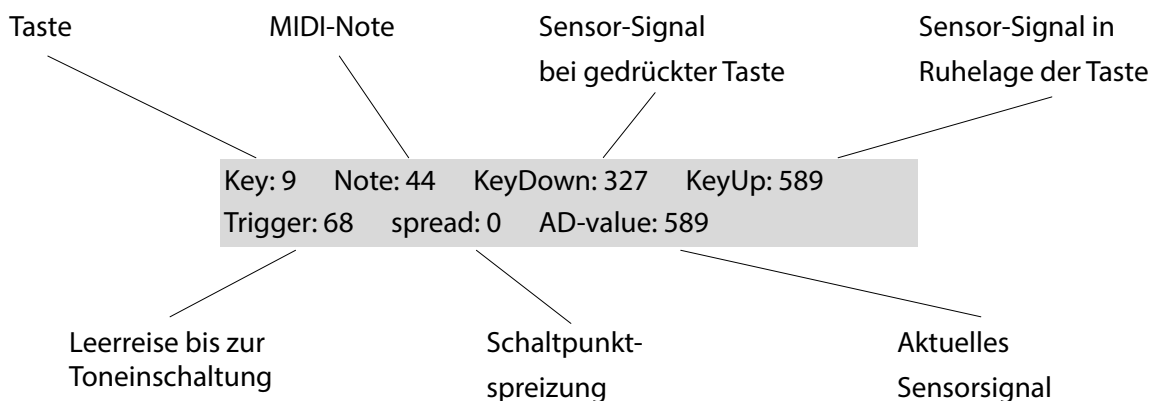 Taste
MIDI-Note
Sensor-Signal
bei gedrückter Taste
Sensor-Signal in
Ruhelage der Taste
Key: 9 Note: 44 KeyDown: 327 KeyUp: 589
Trigger: 68 spread: 0 AD-value: 589
Leerreise bis zur
Toneinschaltung
Schaltpunkt-
spreizung
Aktuelles
Sensorsignal